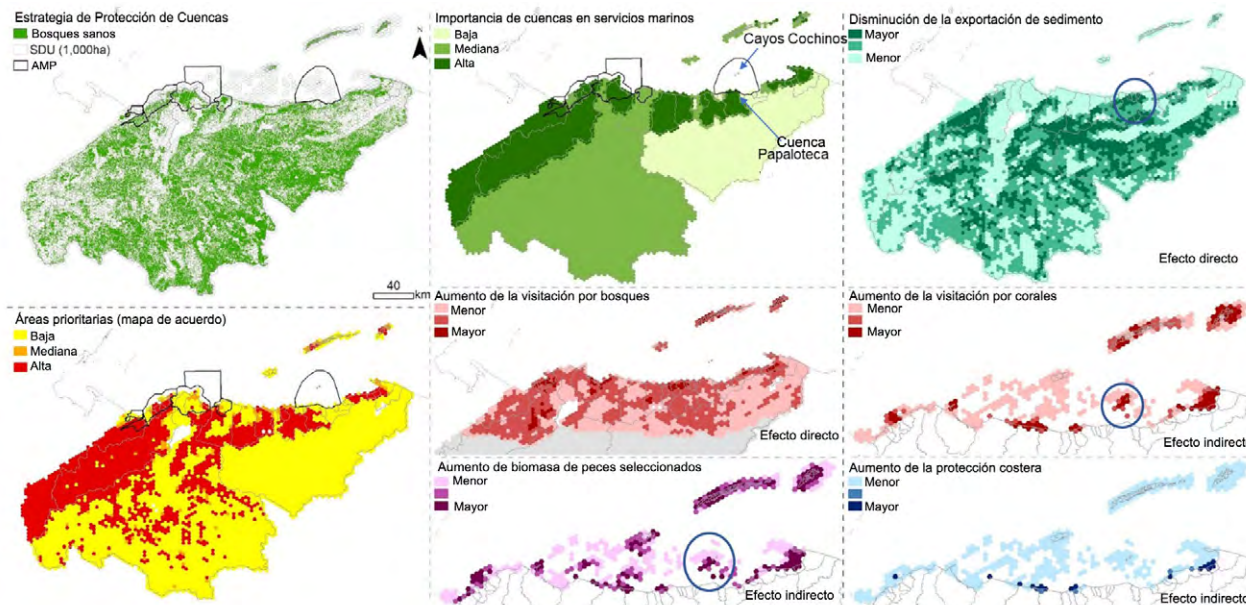 Estrategia de Protección de Cuencas
Bosques sanos
SDU (1,000ha)
AMP
N
40
km
Importancia de cuencas en servicios marinos
Baja
Mediana
Alta
Cayos Cochinos
Cuenca
Papaloteca
Disminución de la exportación de sedimento
Mayor
Menor
Efecto directo
Áreas prioritarias (mapa de acuerdo)
Baja
Mediana
Alta
Aumento de la visitación por bosques
Menor
Mayor
Efecto directo
Aumento de la visitación por corales
Menor
Mayor
Efecto indirecto
Aumento de biomasa de peces seleccionados
Menor
Mayor
Efecto indirecto
Aumento de la protección costera
Menor
Mayor
Efecto indirecto